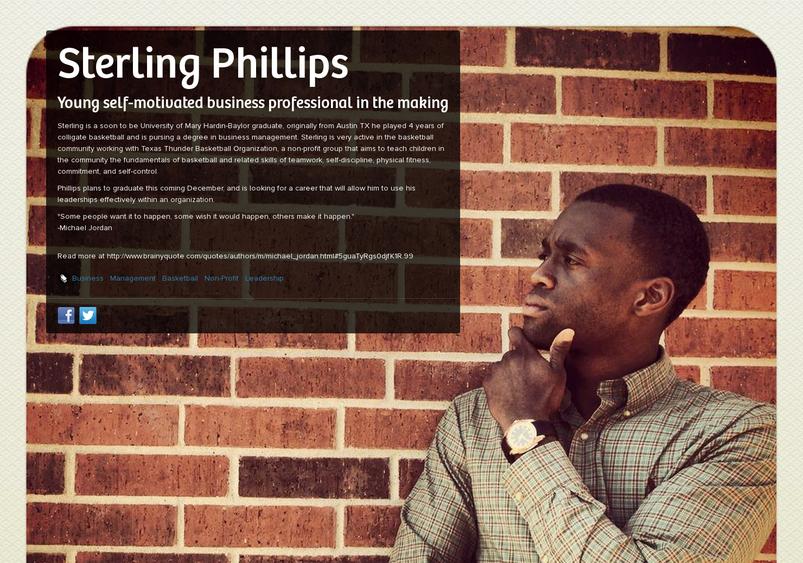 Sterling Phillips
Young self-motivated business professional in the making
Sterling is a soon to be University of Mary Hardin-Baylor graduate, originally from Austin TX he played 4 years of
colligate basketball and is pursing a degree in business management. Sterling is very active in the basketball
community working with Texas Thunder Basketball Organization, a non-profit group that aims to teach children in
the community the fundamentals of basketball and related skills of teamwork, self-discipline, physical fitness,
commitment, and self-control.
Phillips plans to graduate this coming December, and is looking for a career that will allow him to use his
leaderships effectively within an organization.
"Some people want it to happen, some wish it would happen, others make it happen."
-Michael Jordan
Read more at http://www.brainyquote.com/quotes/authors/m/michael_jordan.html#5guaTyRgs0djfK1R.99
Business Management Basketball Non-Profit Leadership